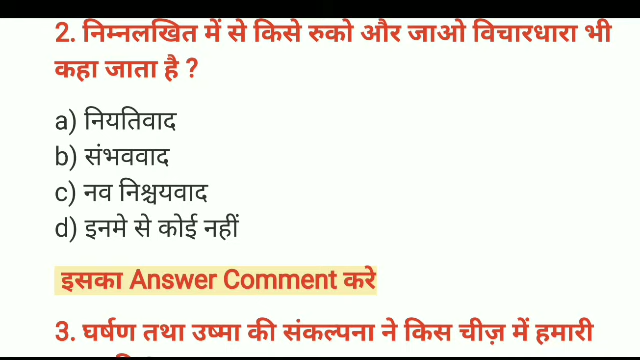 2. निम्नलखित में से किसे रुको और जाओ विचारधारा भी
कहा जाता है ?
a) नियतिवाद
b) संभववाद
c) नव निश्चयवाद
d) इनमे से कोई नहीं
इसका Answer Comment करे
3. घर्षण तथा उष्मा की संकल्पना ने किस चीज़ में हमारी